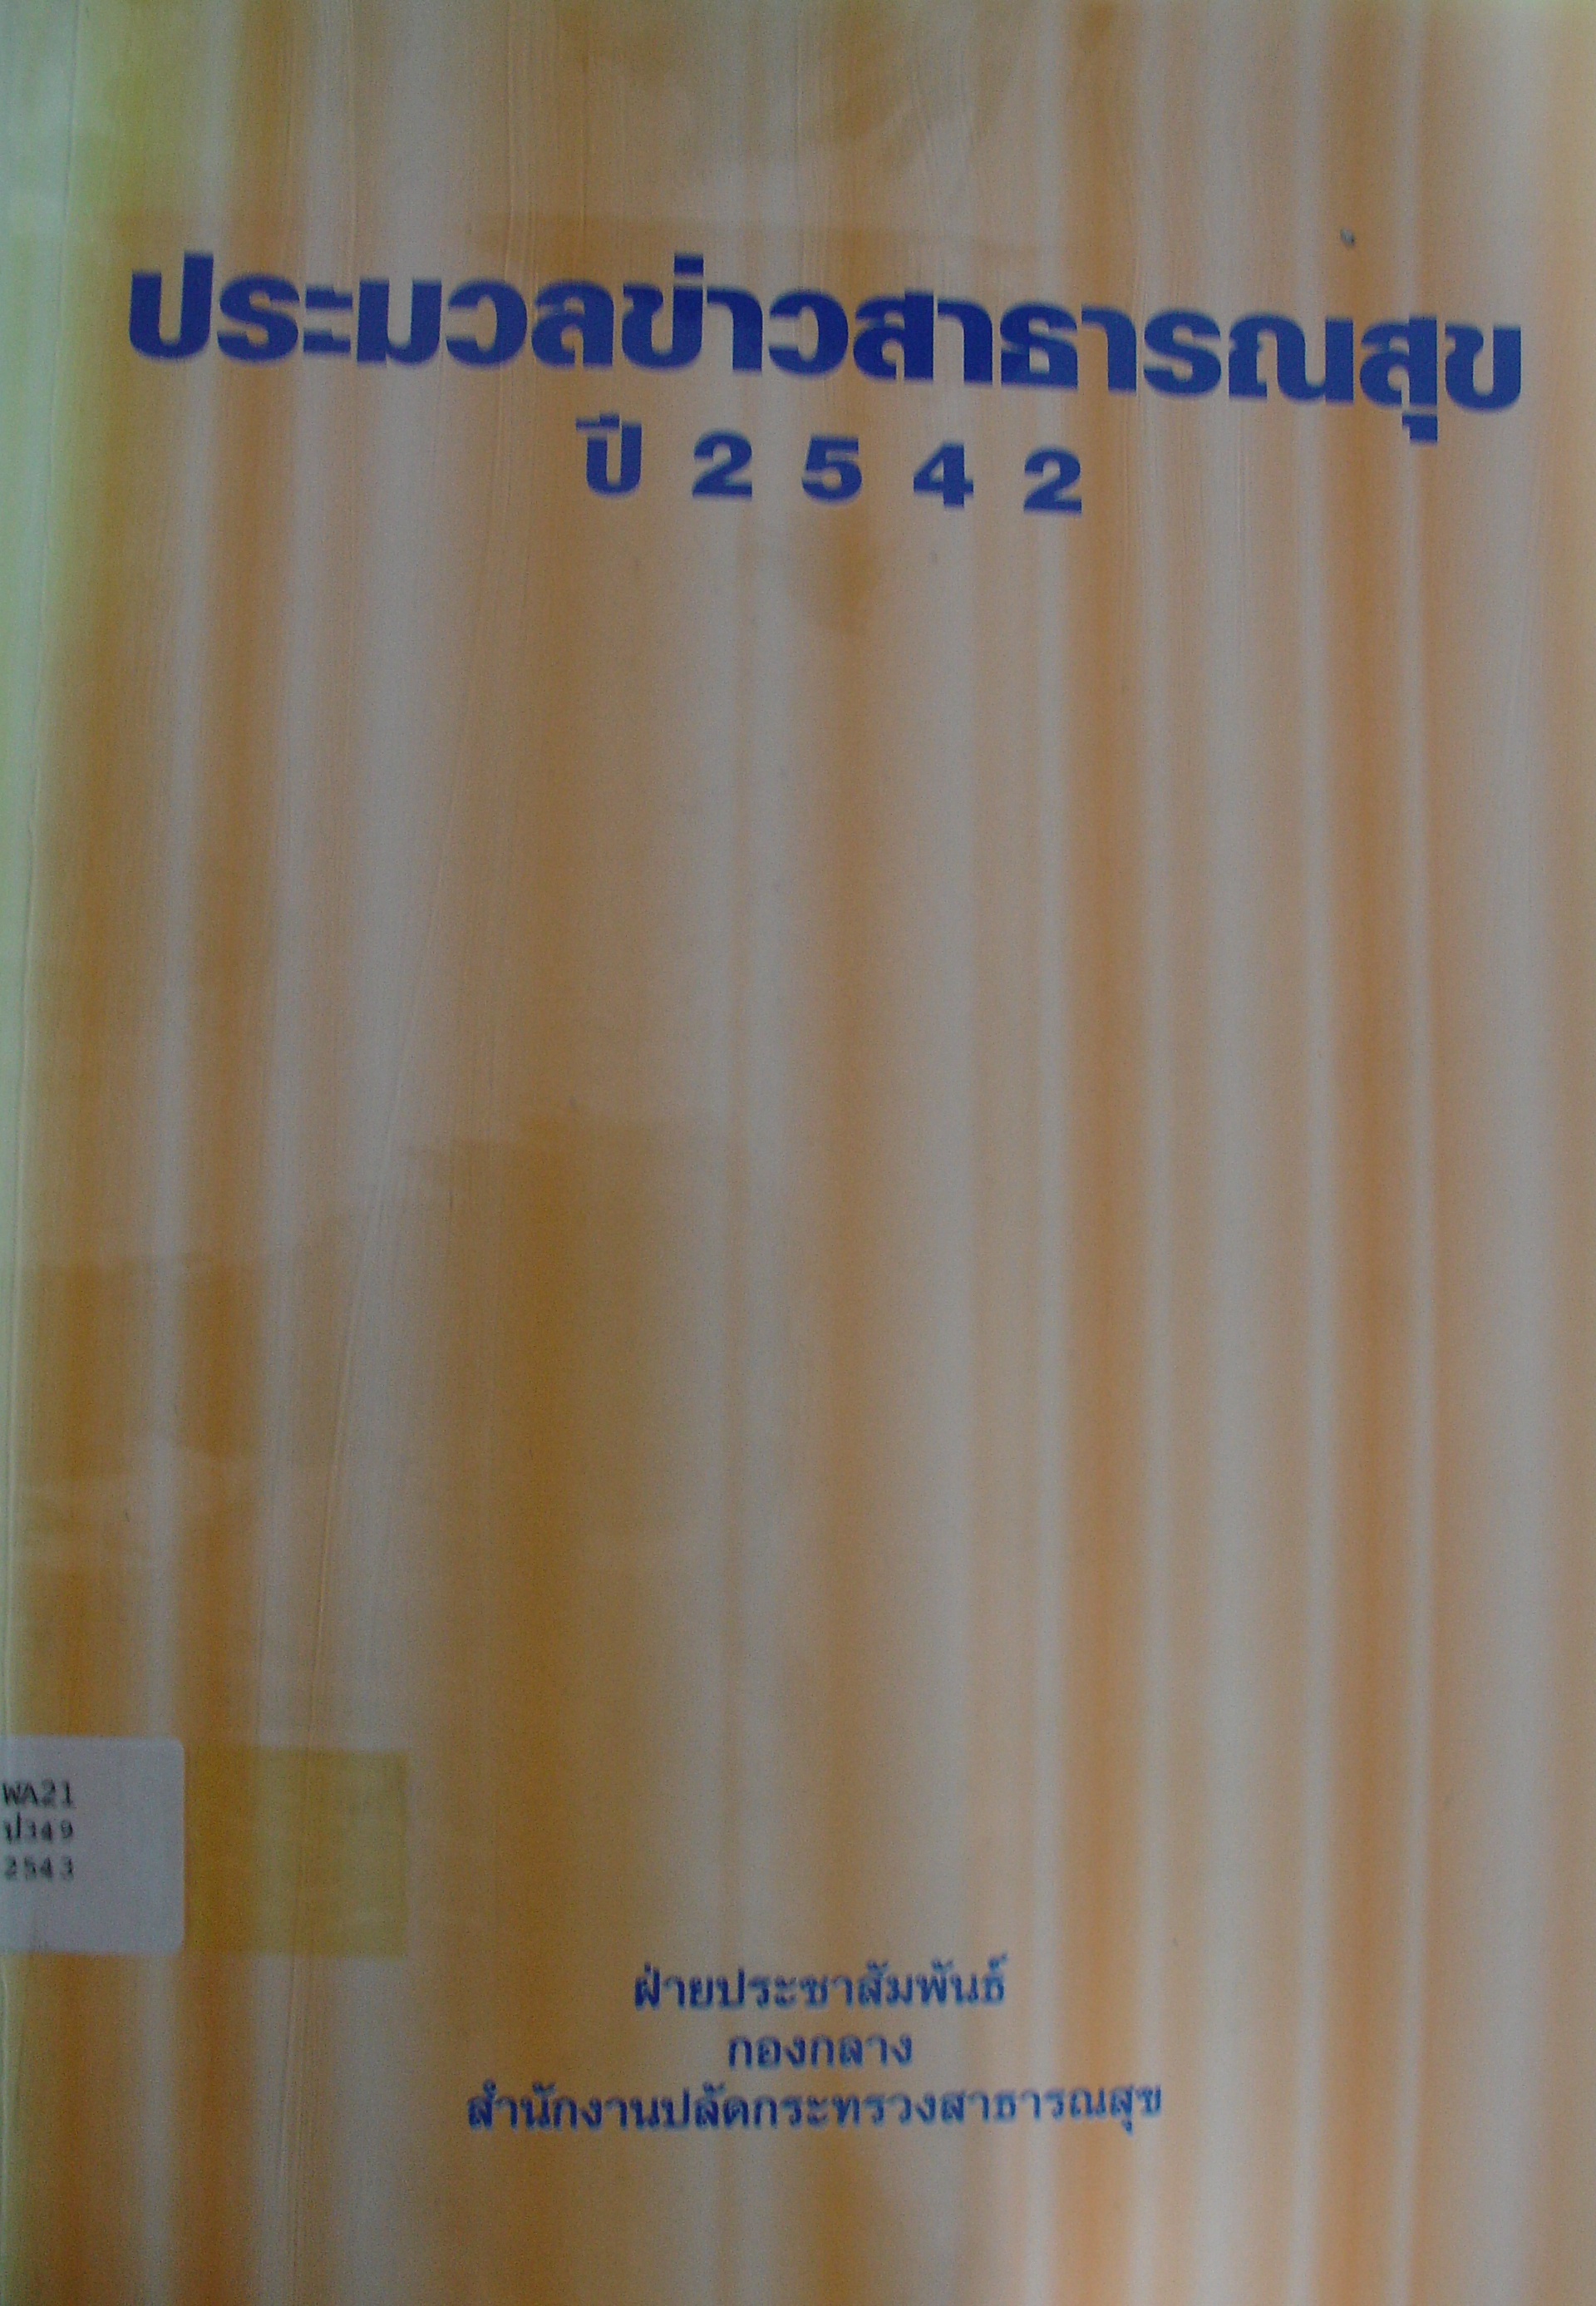 ประมวลข่าวสาธารณสุข
ปี 2542
WA21
ป349
2543
ฝ่ายประชาสัมพันธ์
กองกลาง
สำนักงานปลัดกระทรวงสาธารณสุข